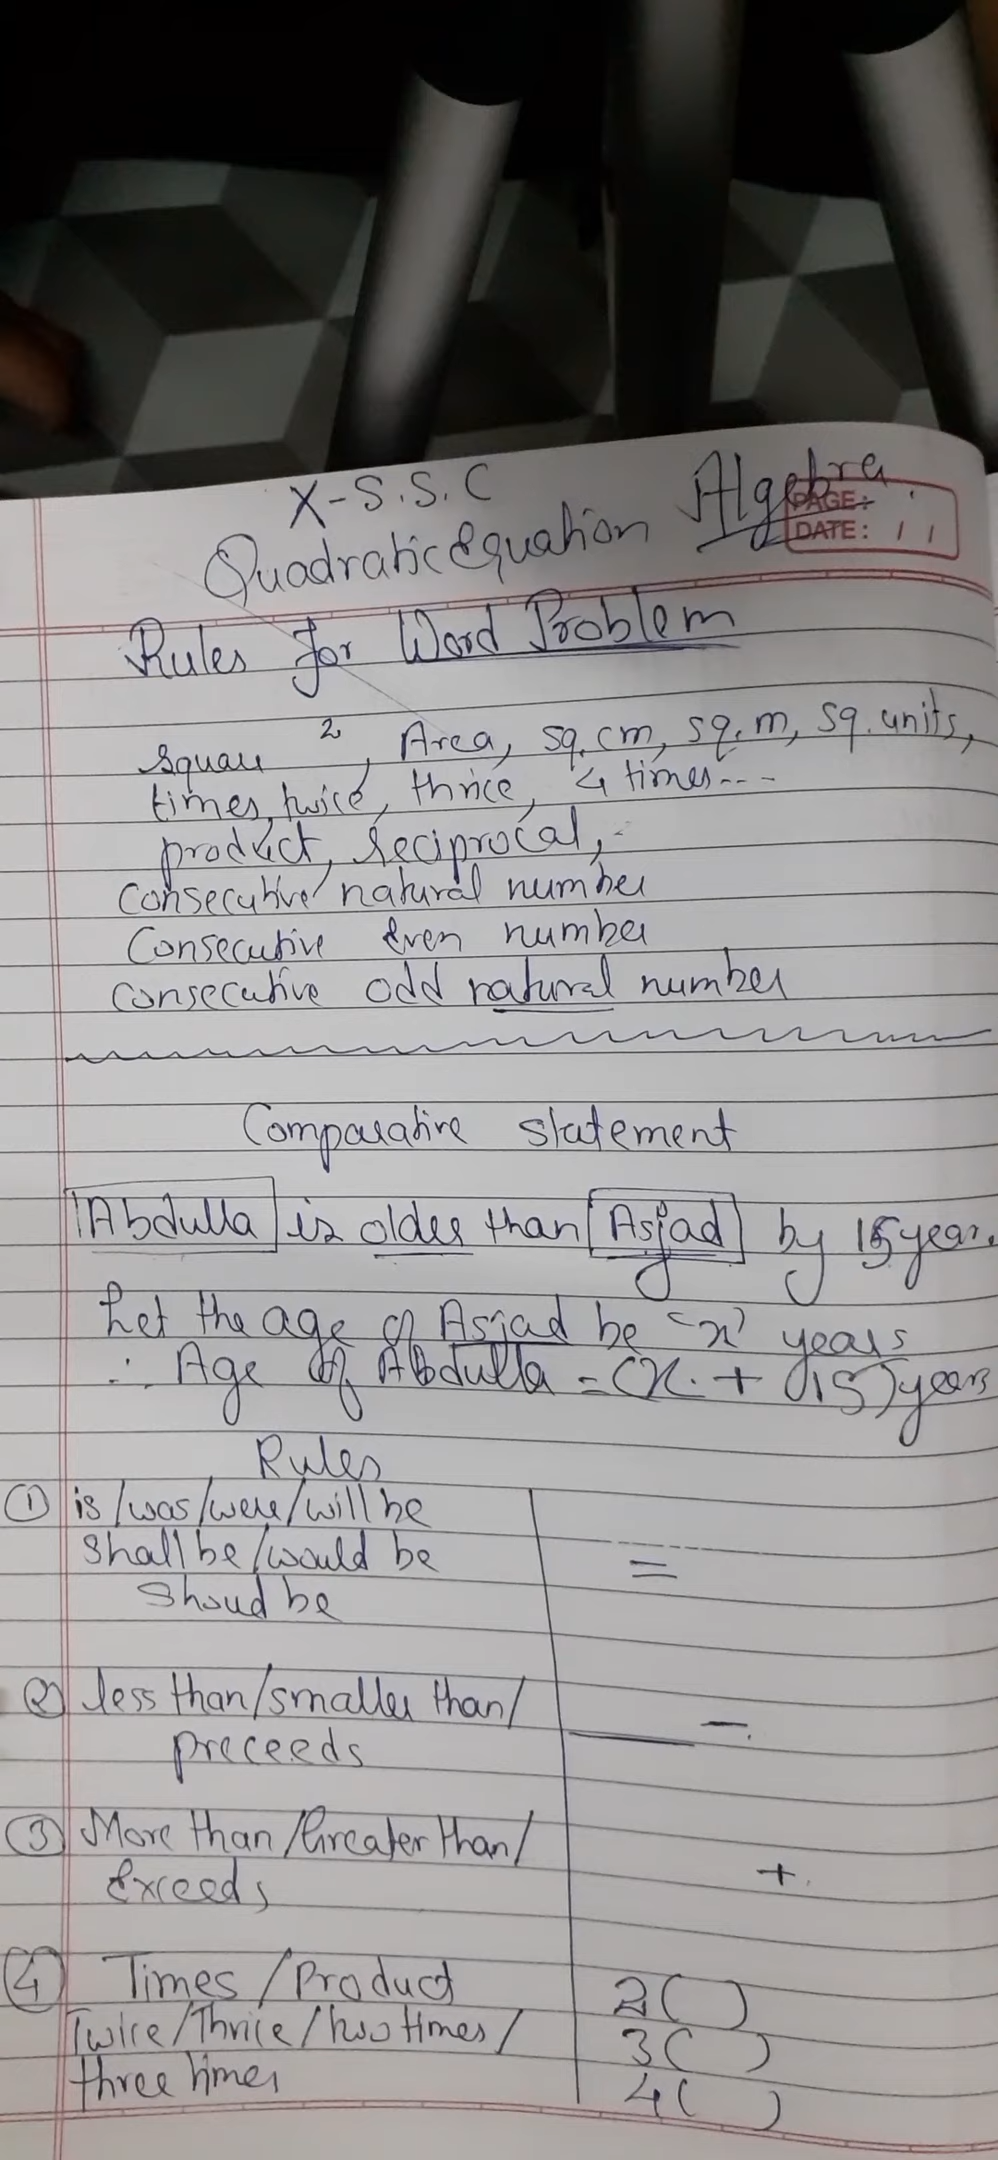 X-S.S.C
Algebra
PAGE:
DATE: / /
Quadratic Equation
Rules for Word Problem
square ², Area, sq.cm, sq.m, sq.units,
times, twice, thrice, 4 times---
product, Reciprocal,
Consecutive natural number
Consecutive Even number
consecutive odd natural number
Comparative statement
Abdulla is older than Asjad by 15 year.
Let the age of Asjad be 'x' years
∴ Age of Abdulla = (x + 15) years
Rules
① is/was/were/will be
shall be/would be
shoud be
=
② less than/smaller than/
preceeds
—
③ More than/Greater than/
Exceeds
+
④ Times/Product
2( )
Twice/Thrice/two times/
3( )
three times
4( )